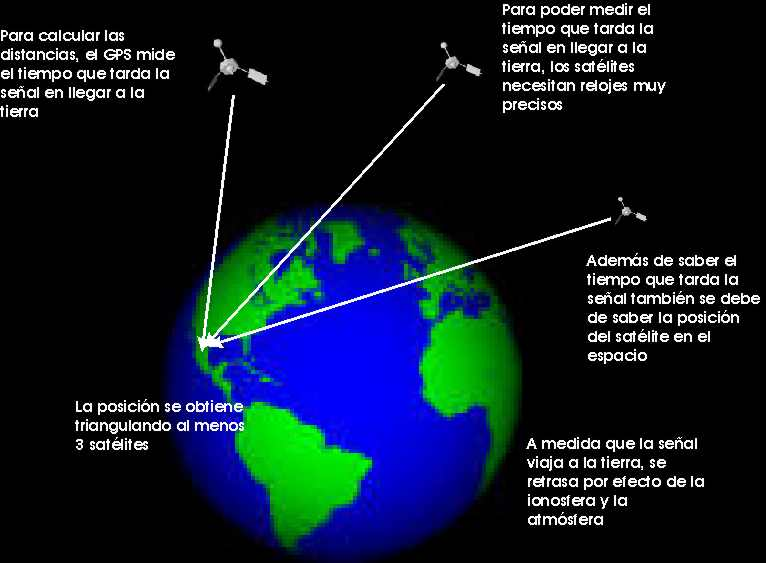 Para calcular las
distancias, el GPS mide
el tiempo que tarda la
señal en llegar a la
tierra
Para poder medir el
tiempo que tarda la
señal en llegar a la
tierra, los satélites
necesitan relojes muy
precisos
Además de saber el
tiempo que tarda la
señal también se debe
de saber la posición
del satélite en el
espacio
La posición se obtiene
triangulando al menos
3 satélites
A medida que la señal
viaja a la tierra, se
retrasa por efecto de la
ionosfera y la
atmósfera